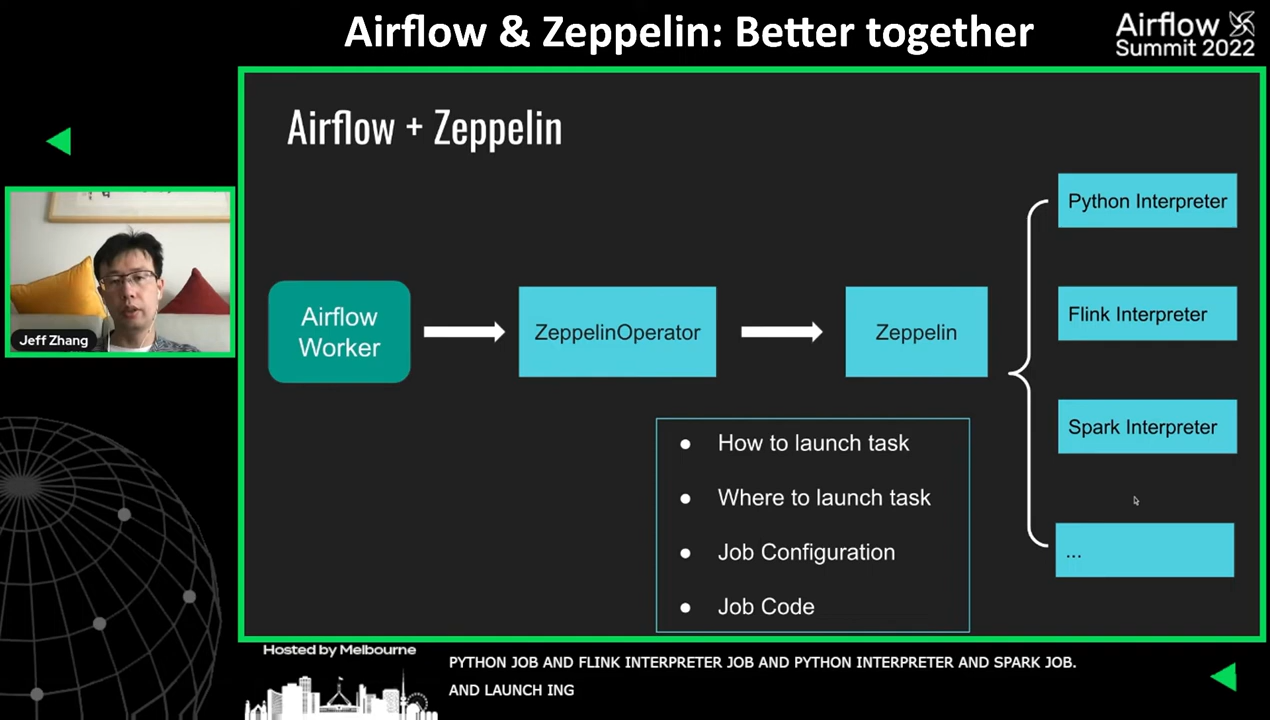 Airflow & Zeppelin: Better together
Airflow
Summit 2022
Airflow + Zeppelin
Jeff Zhang
Airflow
Worker
ZeppelinOperator
Zeppelin
Python Interpreter
Flink Interpreter
Spark Interpreter
...
● How to launch task
● Where to launch task
● Job Configuration
● Job Code
Hosted by Melbourne
PYTHON JOB AND FLINK INTERPRETER JOB AND PYTHON INTERPRETER AND SPARK JOB.
AND LAUNCH ING